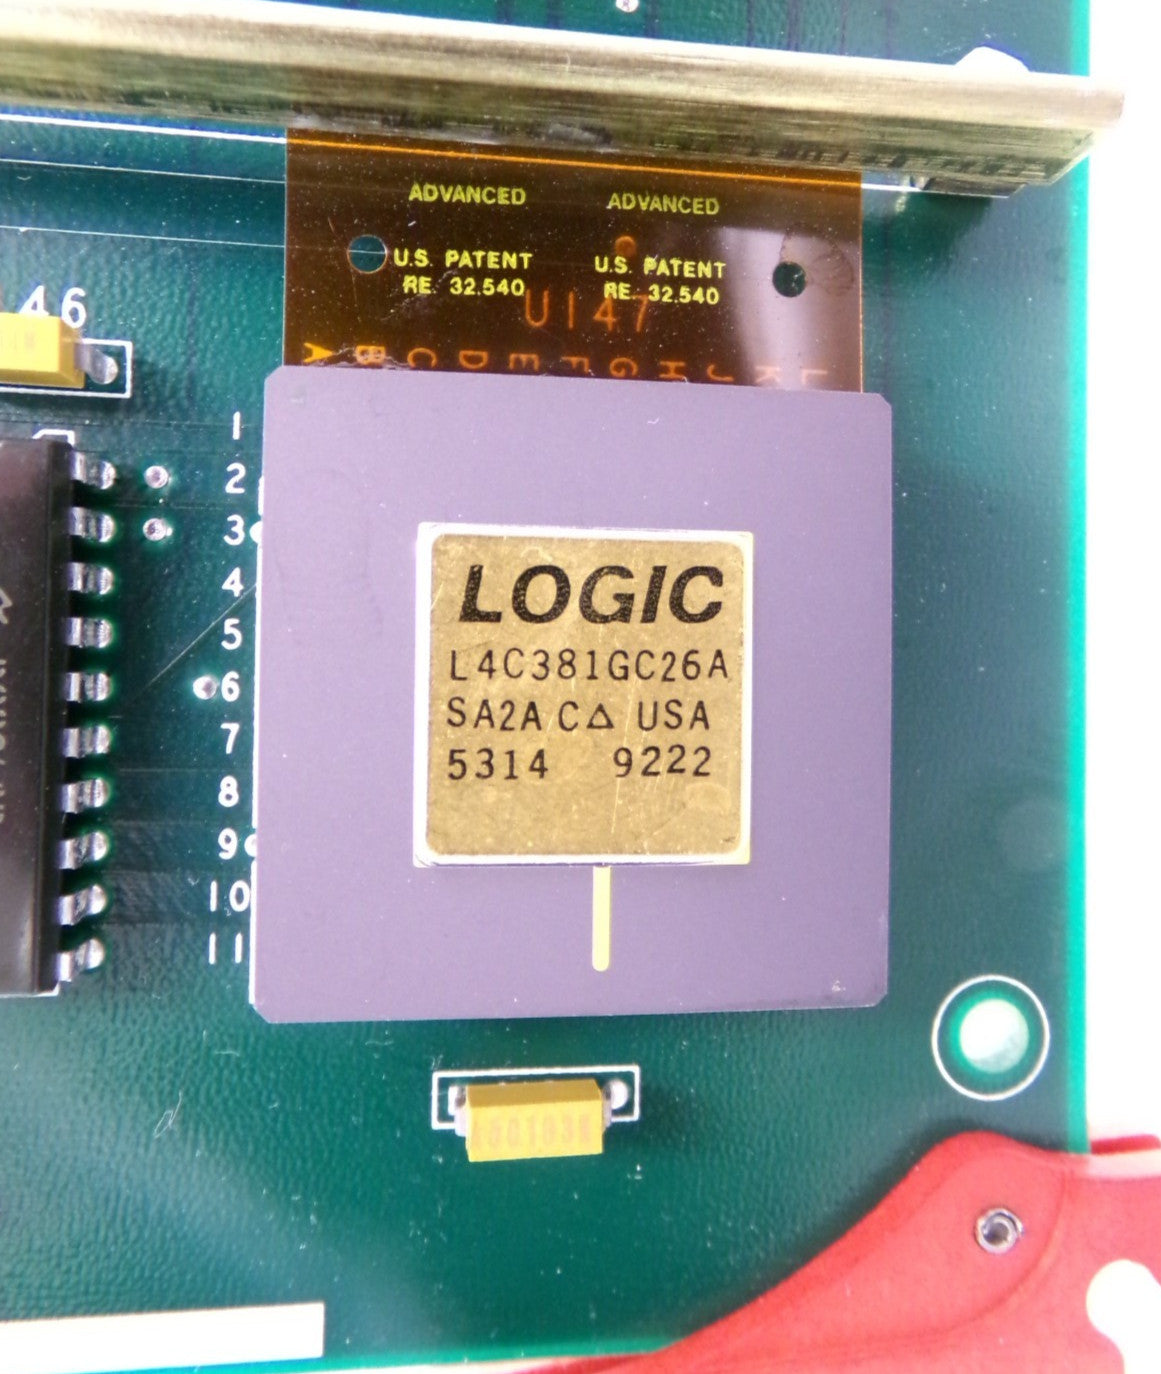 ADVANCED ADVANCED
U.S. PATENT U.S. PATENT
RE. 32.540 RE. 32.540
U147
46
A B C D E F G H J K L
1
2
3
4
5
6
7
8
9
10
11
LOGIC
L4C381GC26A
SA2A C△ USA
5314 9222